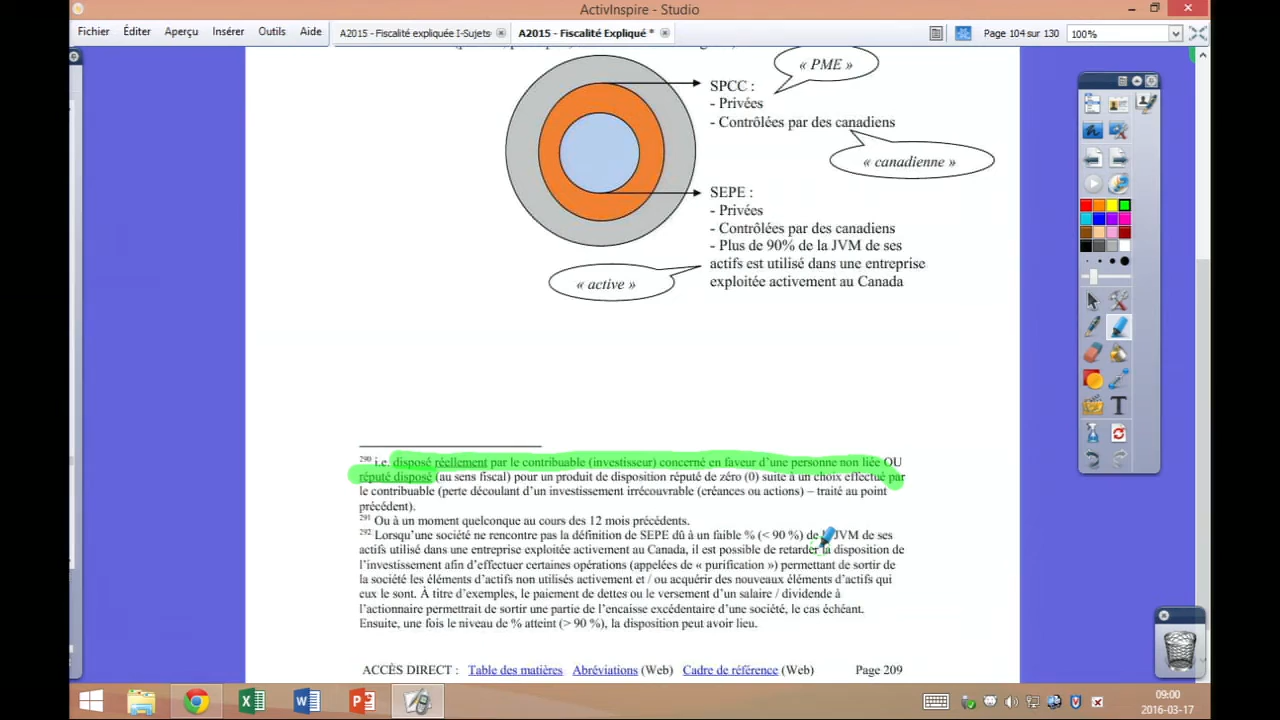 ActivInspire - Studio
Fichier Éditer Aperçu Insérer Outils Aide
A2015 - Fiscalité expliquée I-Sujets
A2015 - Fiscalité Expliqué *
Page 104 sur 130
100%
« PME »
SPCC :
- Privées
- Contrôlées par des canadiens
« canadienne »
SEPE :
- Privées
- Contrôlées par des canadiens
- Plus de 90% de la JVM de ses
actifs est utilisé dans une entreprise
exploitée activement au Canada
« active »
290 i.e. disposé réellement par le contribuable (investisseur) concerné en faveur d'une personne non liée OU
réputé disposé (au sens fiscal) pour un produit de disposition réputé de zéro (0) suite à un choix effectué par
le contribuable (perte découlant d'un investissement irrécouvrable (créances ou actions) – traité au point
précédent).
291 Ou à un moment quelconque au cours des 12 mois précédents.
292 Lorsqu'une société ne rencontre pas la définition de SEPE dû à un faible % (< 90 %) de JVM de ses
actifs utilisé dans une entreprise exploitée activement au Canada, il est possible de retarder la disposition de
l'investissement afin d'effectuer certaines opérations (appelées de « purification ») permettant de sortir de
la société les éléments d'actifs non utilisés activement et / ou acquérir des nouveaux éléments d'actifs qui
eux le sont. À titre d'exemples, le paiement de dettes ou le versement d'un salaire / dividende à
l'actionnaire permettrait de sortir une partie de l'encaisse excédentaire d'une société, le cas échéant.
Ensuite, une fois le niveau de % atteint (> 90 %), la disposition peut avoir lieu.
ACCÈS DIRECT : Table des matières Abréviations (Web) Cadre de référence (Web) Page 209
09:00
2016-03-17